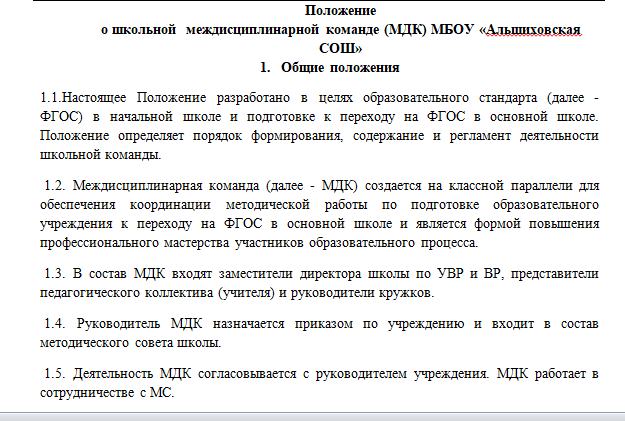 Положение
о школьной междисциплинарной команде (МДК) МБОУ «Альшиховская
СОШ»
1. Общие положения
1.1.Настоящее Положение разработано в целях образовательного стандарта (далее -
ФГОС) в начальной школе и подготовке к переходу на ФГОС в основной школе.
Положение определяет порядок формирования, содержание и регламент деятельности
школьной команды.
1.2. Междисциплинарная команда (далее - МДК) создается на классной параллели для
обеспечения координации методической работы по подготовке образовательного
учреждения к переходу на ФГОС в основной школе и является формой повышения
профессионального мастерства участников образовательного процесса.
1.3. В состав МДК входят заместители директора школы по УВР и ВР, представители
педагогического коллектива (учителя) и руководители кружков.
1.4. Руководитель МДК назначается приказом по учреждению и входит в состав
методического совета школы.
1.5. Деятельность МДК согласовывается с руководителем учреждения. МДК работает в
сотрудничестве с МС.